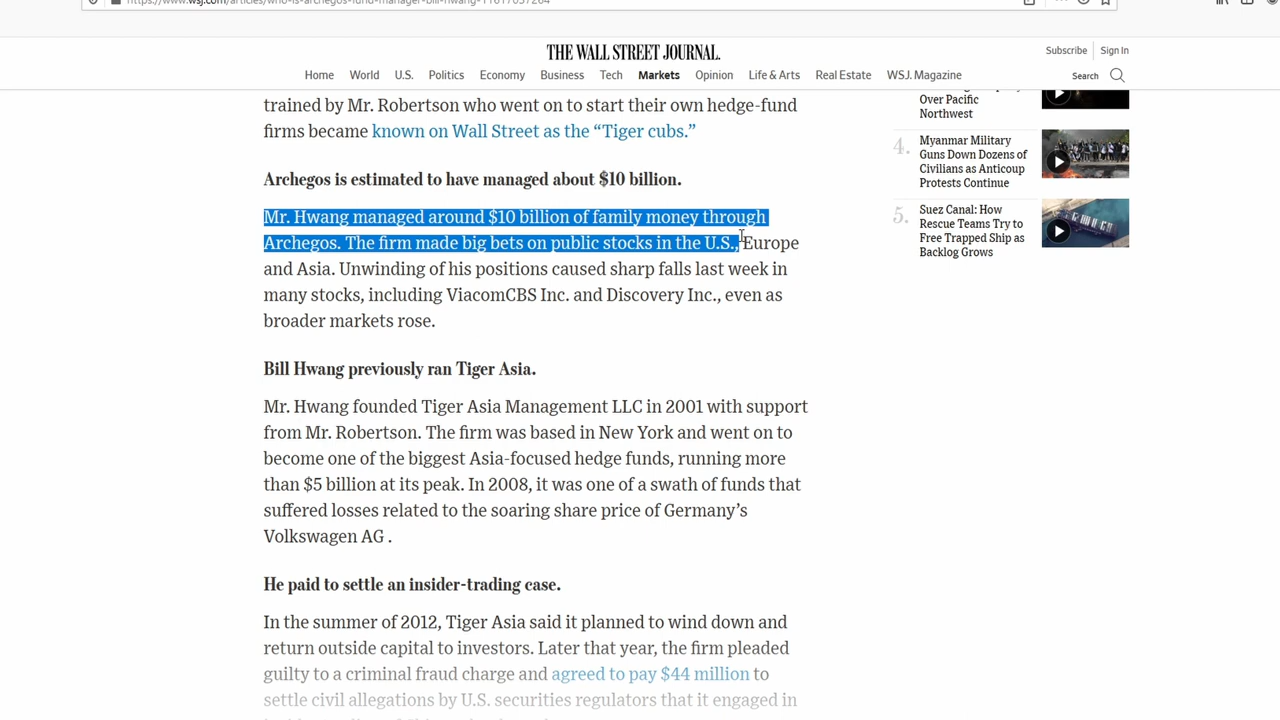 https://www.wsj.com/articles/who-is-archegos-fund-manager-bill-hwang-11617037264
THE WALL STREET JOURNAL.
Subscribe
Sign In
Home
World
U.S.
Politics
Economy
Business
Tech
Markets
Opinion
Life & Arts
Real Estate
WSJ. Magazine
Search
trained by Mr. Robertson who went on to start their own hedge-fund
firms became known on Wall Street as the “Tiger cubs.”
Archegos is estimated to have managed about $10 billion.
Mr. Hwang managed around $10 billion of family money through
Archegos. The firm made big bets on public stocks in the U.S., Europe
and Asia. Unwinding of his positions caused sharp falls last week in
many stocks, including ViacomCBS Inc. and Discovery Inc., even as
broader markets rose.
Bill Hwang previously ran Tiger Asia.
Mr. Hwang founded Tiger Asia Management LLC in 2001 with support
from Mr. Robertson. The firm was based in New York and went on to
become one of the biggest Asia-focused hedge funds, running more
than $5 billion at its peak. In 2008, it was one of a swath of funds that
suffered losses related to the soaring share price of Germany’s
Volkswagen AG .
He paid to settle an insider-trading case.
In the summer of 2012, Tiger Asia said it planned to wind down and
return outside capital to investors. Later that year, the firm pleaded
guilty to a criminal fraud charge and agreed to pay $44 million to
settle civil allegations by U.S. securities regulators that it engaged in
Over Pacific
Northwest
4.
Myanmar Military
Guns Down Dozens of
Civilians as Anticoup
Protests Continue
5.
Suez Canal: How
Rescue Teams Try to
Free Trapped Ship as
Backlog Grows